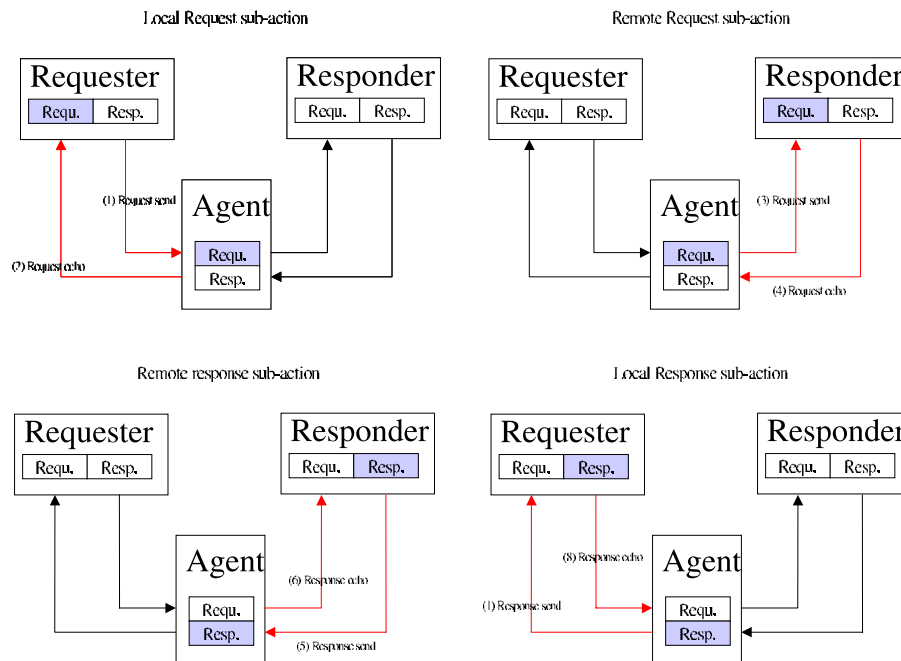 Local Request sub-action
Requester
Requ. Resp.
Responder
Requ. Resp.
(1) Request send
Agent
Requ.
Resp.
(2) Request echo
Remote Request sub-action
Requester
Requ. Resp.
Responder
Requ. Resp.
Agent
(3) Request send
Requ.
Resp.
(4) Request echo
Remote response sub-action
Requester
Requ. Resp.
Responder
Requ. Resp.
Agent
(6) Response echo
Requ.
Resp.
(5) Response send
Local Response sub-action
Requester
Requ. Resp.
Responder
Requ. Resp.
(8) Response echo
Agent
(1) Response send
Requ.
Resp.